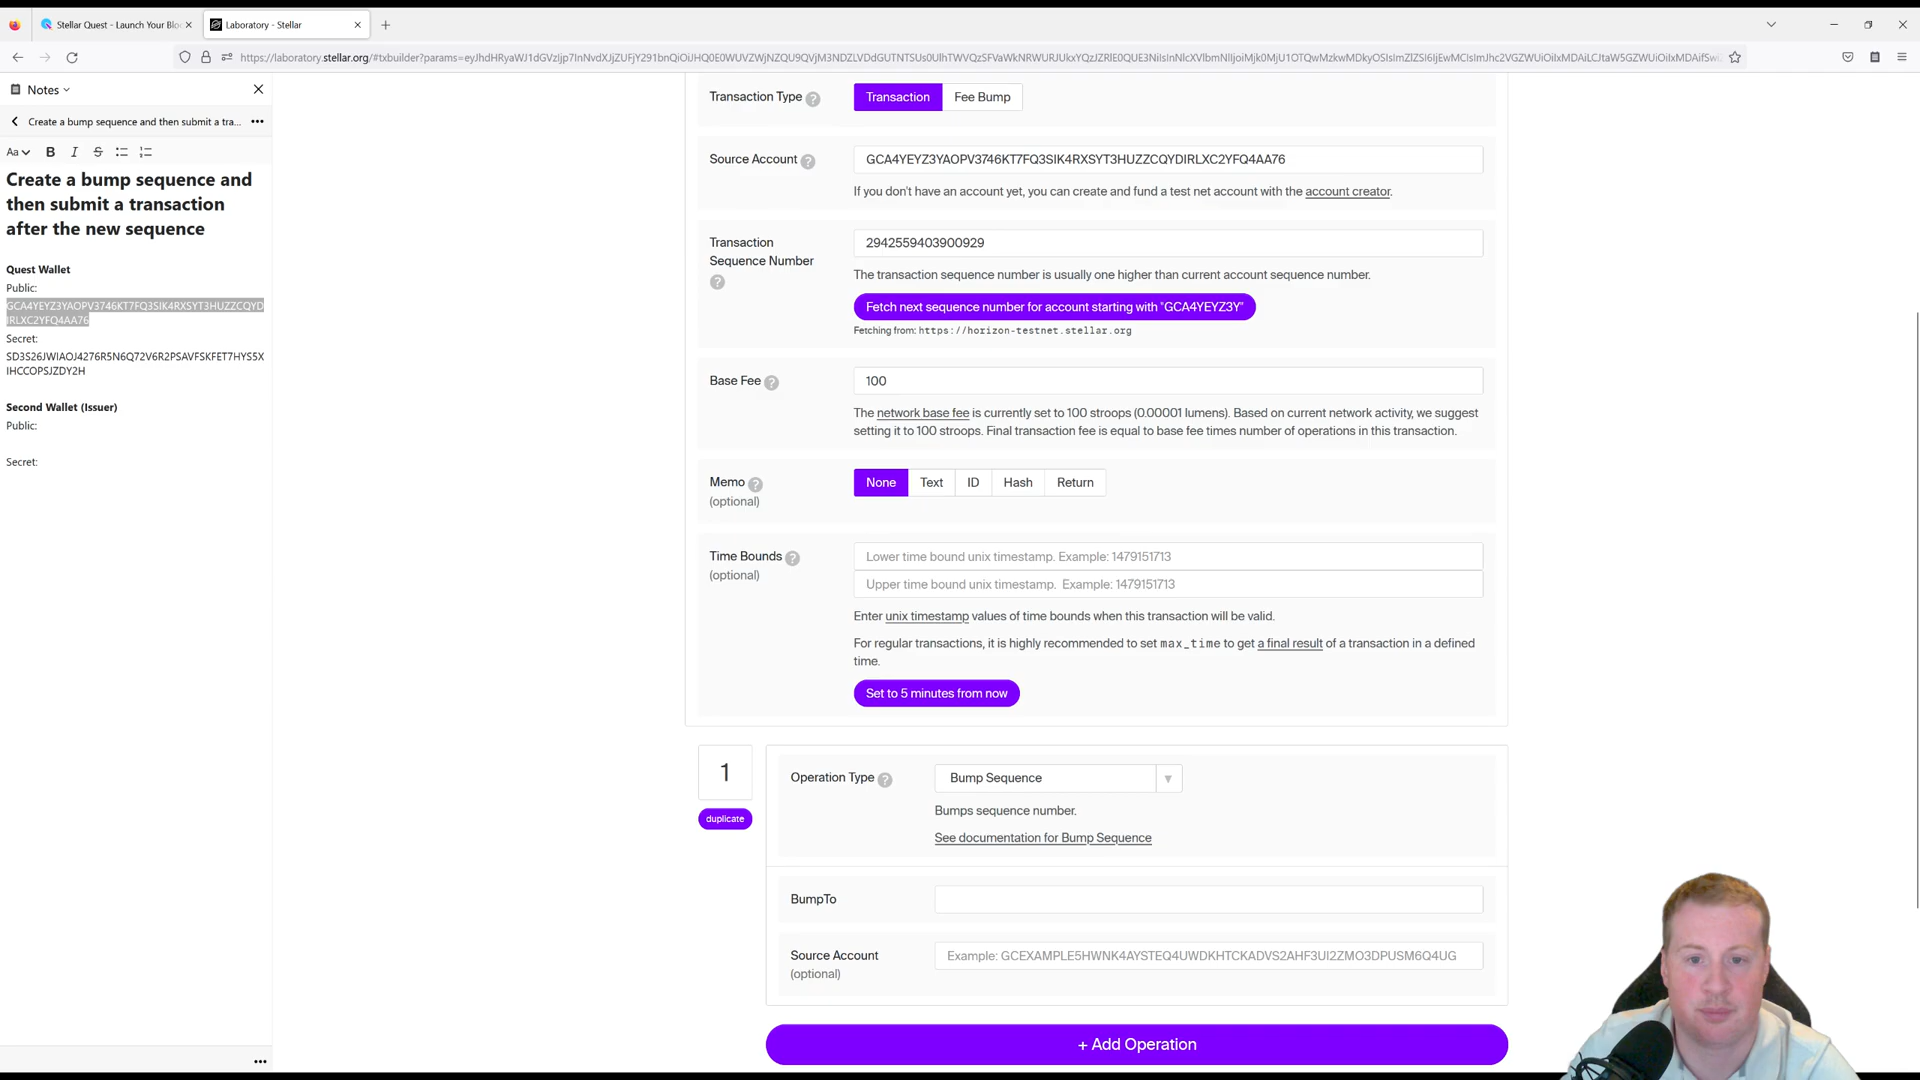 Stellar Quest - Launch Your Bloc
Laboratory - Stellar
Notes
Create a bump sequence and then submit a tra...
Aa
Create a bump sequence and
then submit a transaction
after the new sequence
Quest Wallet
Public:
GCA4YEYZ3YAOPV3746KT7FQ3SIK4RXSYT3HUZZCQYD
IRLXC2YFQ4AA76
Secret:
SD3S26JWIAOJ4276R5N6Q72V6R2PSAVFSKFET7HYS5X
IHCCOPSJZDY2H
Second Wallet (Issuer)
Public:
Secret:
Transaction Type
Transaction
Fee Bump
Source Account
GCA4YEYZ3YAOPV3746KT7FQ3SIK4RXSYT3HUZZCQYDIRLXC2YFQ4AA76
If you don't have an account yet, you can create and fund a test net account with the account creator.
Transaction
Sequence Number
2942559403900929
The transaction sequence number is usually one higher than current account sequence number.
Fetch next sequence number for account starting with "GCA4YEYZ3Y"
Fetching from: https://horizon-testnet.stellar.org
Base Fee
100
The network base fee is currently set to 100 stroops (0.00001 lumens). Based on current network activity, we suggest
setting it to 100 stroops. Final transaction fee is equal to base fee times number of operations in this transaction.
Memo
(optional)
None
Text
ID
Hash
Return
Time Bounds
(optional)
Lower time bound unix timestamp. Example: 1479151713
Upper time bound unix timestamp. Example: 1479151713
Enter unix timestamp values of time bounds when this transaction will be valid.
For regular transactions, it is highly recommended to set max_time to get a final result of a transaction in a defined
time.
Set to 5 minutes from now
1
duplicate
Operation Type
Bump Sequence
Bumps sequence number.
See documentation for Bump Sequence
BumpTo
Source Account
(optional)
Example: GCEXAMPLE5HWNK4AYSTEQ4UWDKHTCKADVS2AHF3UI2ZMO3DPUSM6Q4UG
+ Add Operation